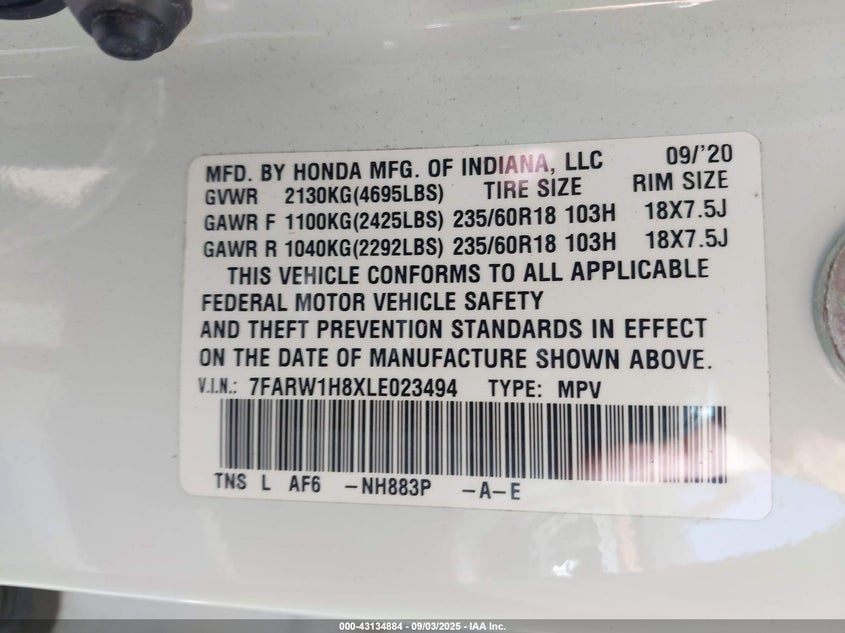 MFD. BY HONDA MFG. OF INDIANA, LLC 09/'20
GVWR 2130KG(4695LBS) TIRE SIZE RIM SIZE
GAWR F 1100KG(2425LBS) 235/60R18 103H 18X7.5J
GAWR R 1040KG(2292LBS) 235/60R18 103H 18X7.5J
THIS VEHICLE CONFORMS TO ALL APPLICABLE
FEDERAL MOTOR VEHICLE SAFETY
AND THEFT PREVENTION STANDARDS IN EFFECT
ON THE DATE OF MANUFACTURE SHOWN ABOVE.
V.I.N.: 7FARW1H8XLE023494 TYPE: MPV
TNS L AF6 -NH883P -A-E
000-43134884 - 09/03/2025 - IAA Inc.